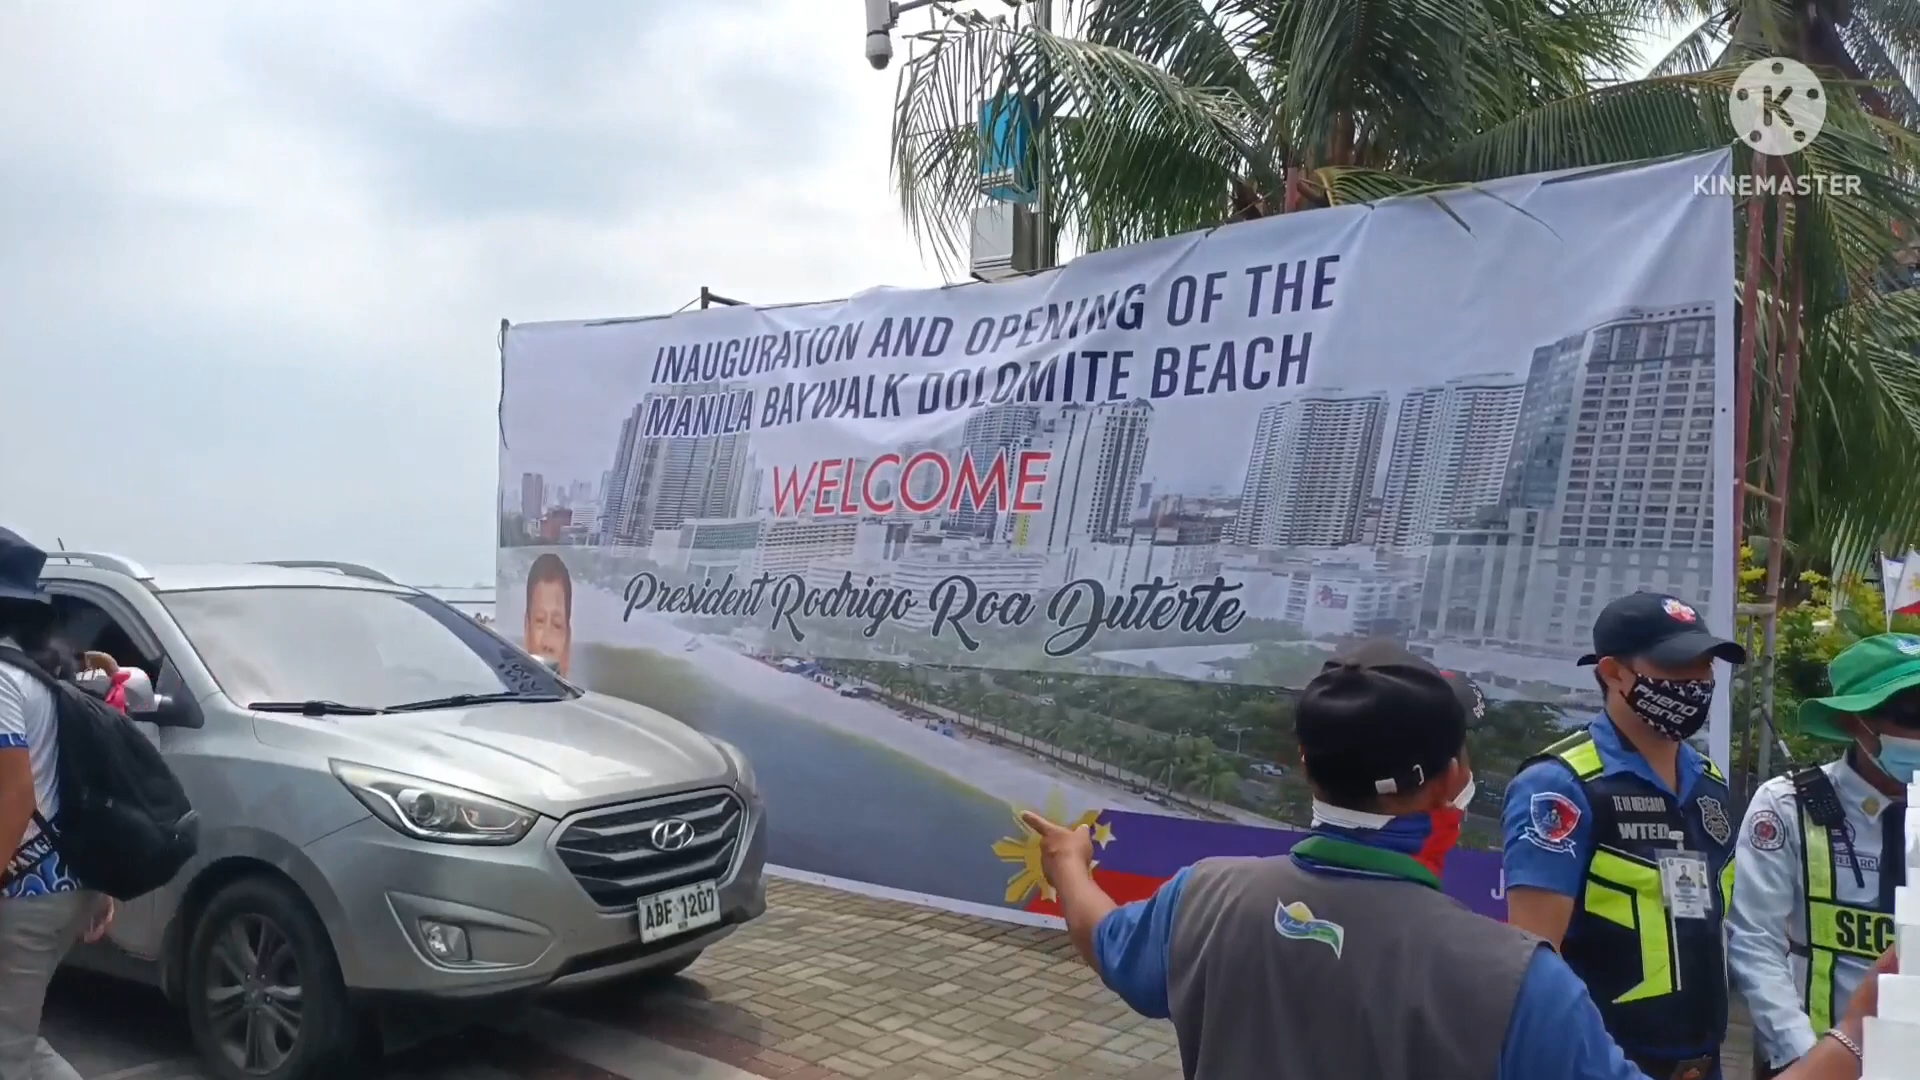 KINEMASTER
INAUGURATION AND OPENING OF THE
MANILA BAYWALK DOLOMITE BEACH
WELCOME
President Rodrigo Roa Duterte
PHENO
GANG
WTED
ABF 1207
SEC
J